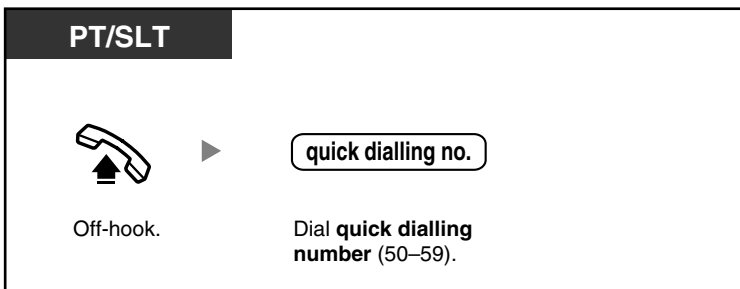 PT/SLT
quick dialling no.
Off-hook.
Dial quick dialling
number (50–59).